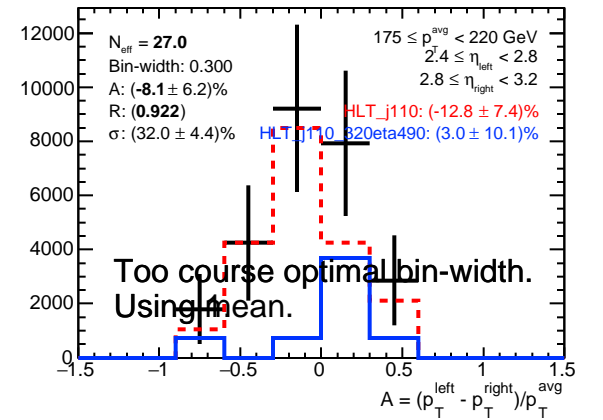 12000
10000
8000
6000
4000
2000
0
N_eff = 27.0
Bin-width: 0.300
A: (-8.1 ± 6.2)%
R: (0.922)
σ: (32.0 ± 4.4)%
175 ≤ p_T^avg < 220 GeV
2.4 ≤ η_left < 2.8
2.8 ≤ η_right < 3.2
HLT_j110: (-12.8 ± 7.4)%
HLT_j110_320eta490: (3.0 ± 10.1)%
Too course optimal bin-width.
Using mean.
−1.5 −1 −0.5 0 0.5 1 1.5
A = (p_T^left - p_T^right)/p_T^avg